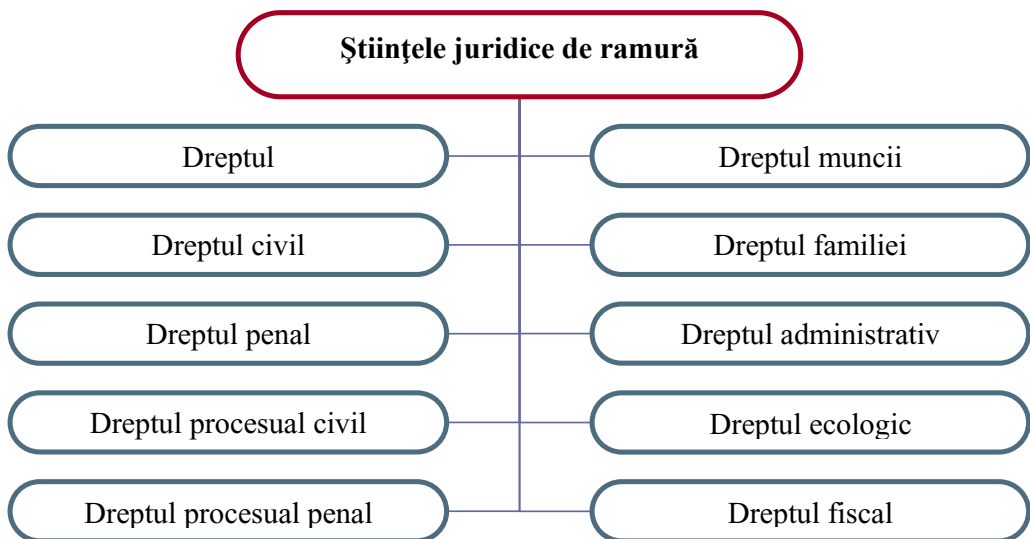 Ştiinţele juridice de ramură
Dreptul
Dreptul muncii
Dreptul civil
Dreptul familiei
Dreptul penal
Dreptul administrativ
Dreptul procesual civil
Dreptul ecologic
Dreptul procesual penal
Dreptul fiscal